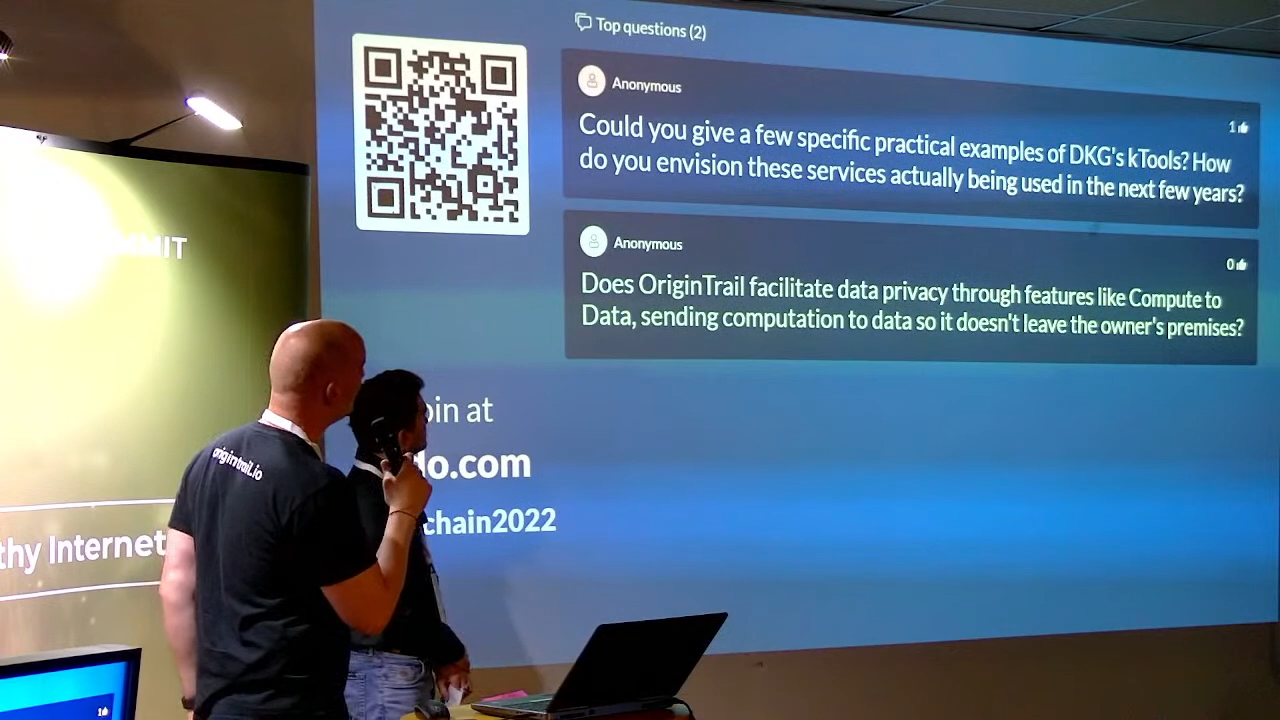 Top questions (2)
Anonymous
1
Could you give a few specific practical examples of DKG's kTools? How
do you envision these services actually being used in the next few years?
Anonymous
0
Does OriginTrail facilitate data privacy through features like Compute to
Data, sending computation to data so it doesn't leave the owner's premises?
oin at
do.com
chain2022
MMIT
origintrail.io
thy Internet
1